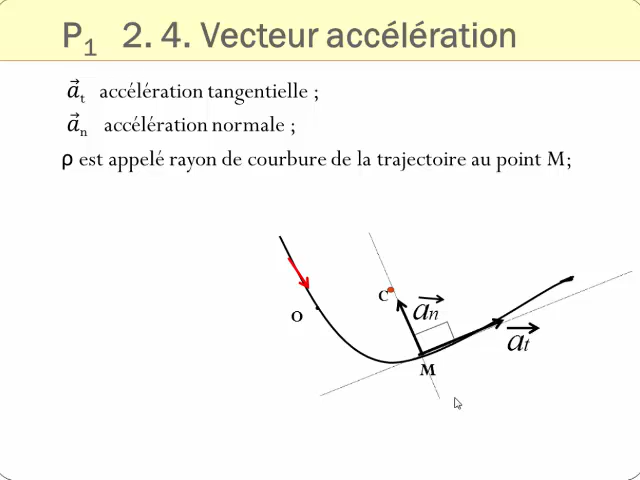 P1 2. 4. Vecteur accélération
a⃗t accélération tangentielle ;
a⃗n accélération normale ;
ρ est appelé rayon de courbure de la trajectoire au point M;
C
a⃗n
O
a⃗t
M